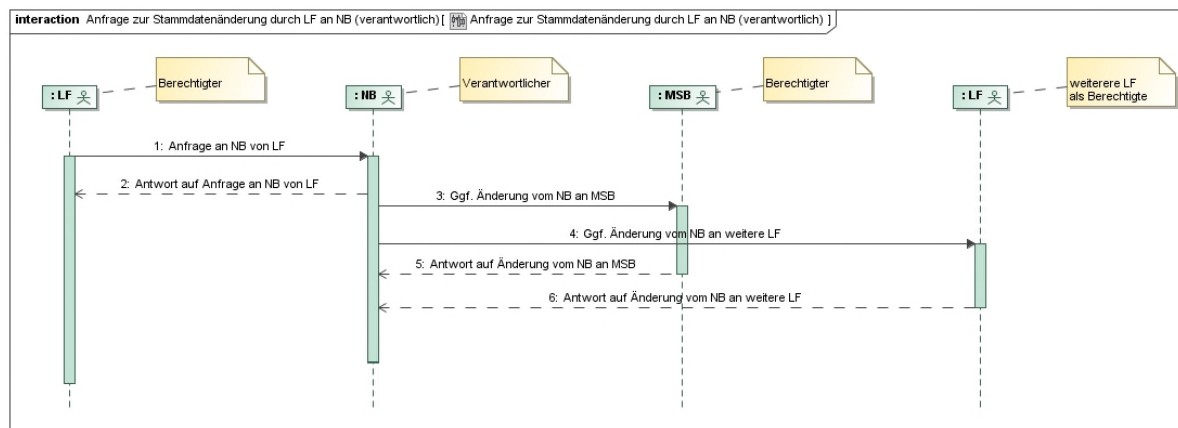 interaction Anfrage zur Stammdatenänderung durch LF an NB (verantwortlich) [ Anfrage zur Stammdatenänderung durch LF an NB (verantwortlich) ]
Berechtigter
Verantwortlicher
Berechtigter
weiterere LF
als Berechtigte
: LF
: NB
: MSB
: LF
1: Anfrage an NB von LF
2: Antwort auf Anfrage an NB von LF
3: Ggf. Änderung vom NB an MSB
4: Ggf. Änderung vom NB an weitere LF
5: Antwort auf Änderung vom NB an MSB
6: Antwort auf Änderung vom NB an weitere LF